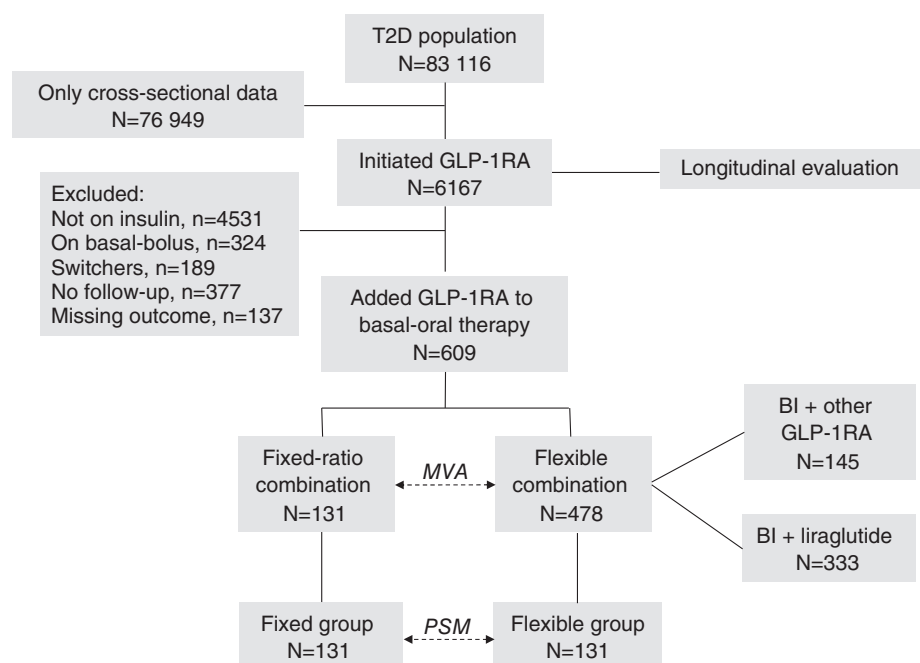 T2D population
N=83 116
Only cross-sectional data
N=76 949
Initiated GLP-1RA
N=6167
Longitudinal evaluation
Excluded:
Not on insulin, n=4531
On basal-bolus, n=324
Switchers, n=189
No follow-up, n=377
Missing outcome, n=137
Added GLP-1RA to
basal-oral therapy
N=609
Fixed-ratio
combination
N=131
MVA
Flexible
combination
N=478
BI + other
GLP-1RA
N=145
BI + liraglutide
N=333
Fixed group
N=131
PSM
Flexible group
N=131